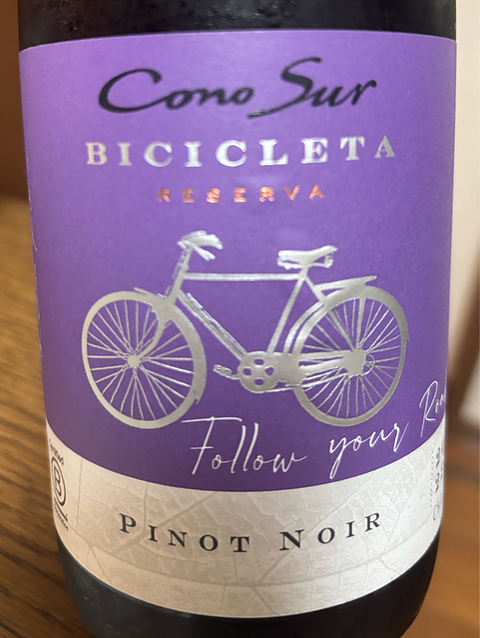 Cono Sur
BICICLETA
RESERVA
Follow your
B
PINOT NOIR